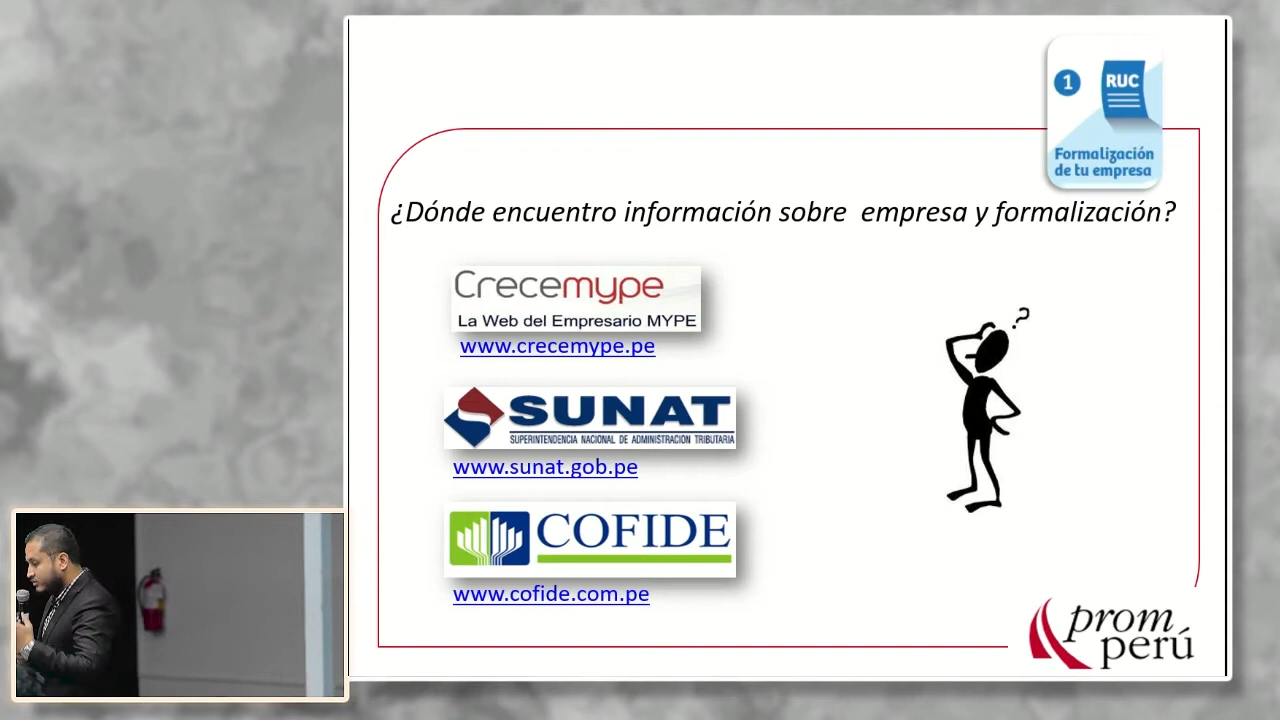 1 RUC
Formalización
de tu empresa
¿Dónde encuentro información sobre empresa y formalización?
Crecemype
La Web del Empresario MYPE
www.crecemype.pe
SUNAT
SUPERINTENDENCIA NACIONAL DE ADMINISTRACIÓN TRIBUTARIA
www.sunat.gob.pe
COFIDE
www.cofide.com.pe
?
prom
perú